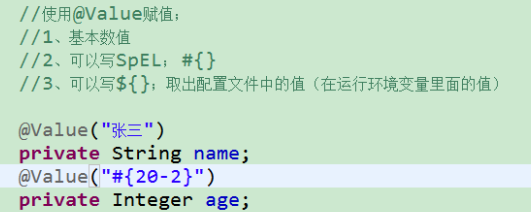 //使用@Value赋值；
//1、基本数值
//2、可以写SpEL； #{}
//3、可以写${}；取出配置文件中的值（在运行环境变量里面的值）
@Value("张三")
private String name;
@Value("#{20-2}")
private Integer age;